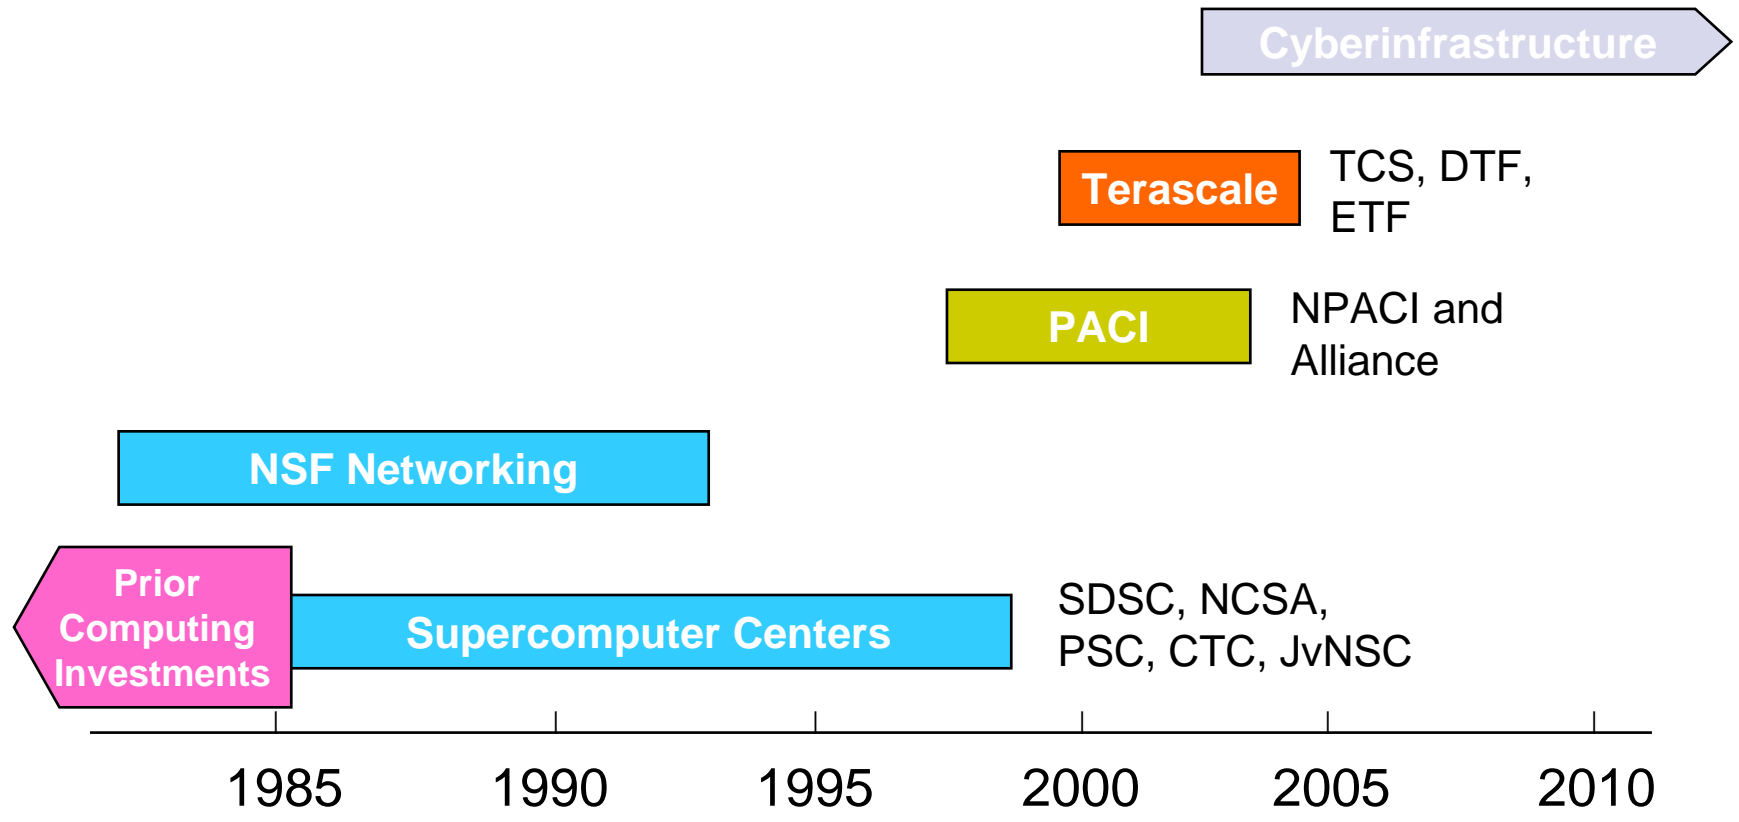 Cyberinfrastructure
Terascale
TCS, DTF,
ETF
PACI
NPACI and
Alliance
NSF Networking
Prior
Computing
Investments
Supercomputer Centers
SDSC, NCSA,
PSC, CTC, JvNSC
1985 1990 1995 2000 2005 2010